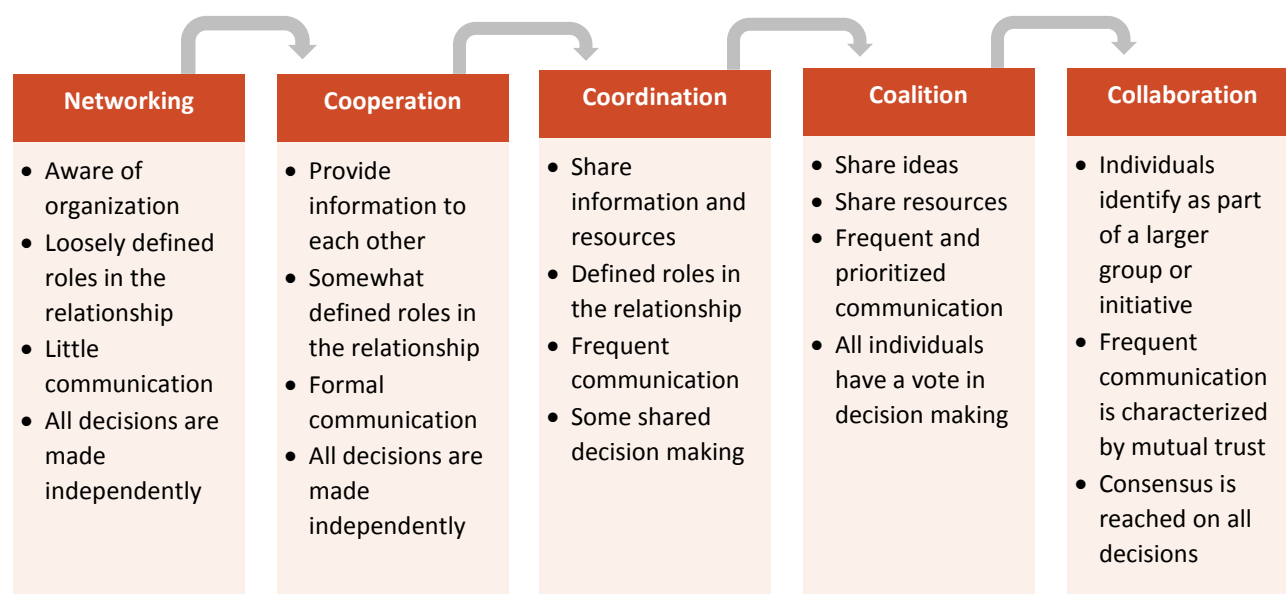 Networking
• Aware of
organization
• Loosely defined
roles in the
relationship
• Little
communication
• All decisions are
made
independently
Cooperation
• Provide
information to
each other
• Somewhat
defined roles in
the relationship
• Formal
communication
• All decisions are
made
independently
Coordination
• Share
information and
resources
• Defined roles in
the relationship
• Frequent
communication
• Some shared
decision making
Coalition
• Share ideas
• Share resources
• Frequent and
prioritized
communication
• All individuals
have a vote in
decision making
Collaboration
• Individuals
identify as part
of a larger
group or
initiative
• Frequent
communication
is characterized
by mutual trust
• Consensus is
reached on all
decisions